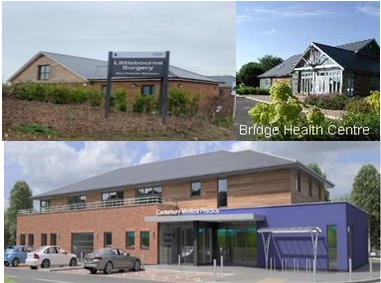 Littlebourne
Surgery
Bridge Health Centre
Canterbury Medical Practice